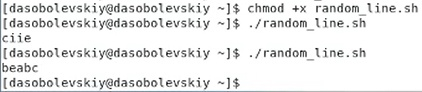 [dasobolevskiy@dasobolevskiy ~]$ chmod +x random_line.sh
[dasobolevskiy@dasobolevskiy ~]$ ./random_line.sh
ciie
[dasobolevskiy@dasobolevskiy ~]$ ./random_line.sh
beabc
[dasobolevskiy@dasobolevskiy ~]$